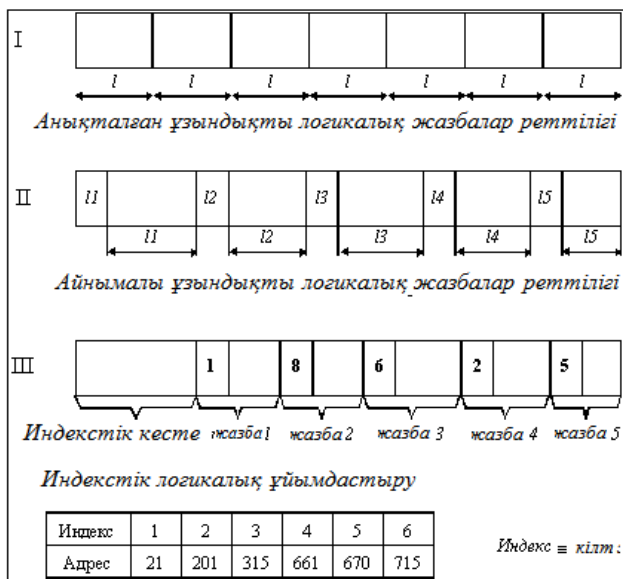 I
l l l l l l l
Анықталған ұзындықты логикалық жазбалар реттілігі
II
l1 l2 l3 l4 l5
l1 l2 l3 l4 l5
Айнымалы ұзындықты логикалық жазбалар реттілігі
III
1 8 6 2 5
Индекстік кесте жазба1 жазба 2 жазба 3 жазба 4 жазба 5
Индекстік логикалық ұйымдастыру
Индекс 1 2 3 4 5 6
Адрес 21 201 315 661 670 715
Индекс ≡ кілт: